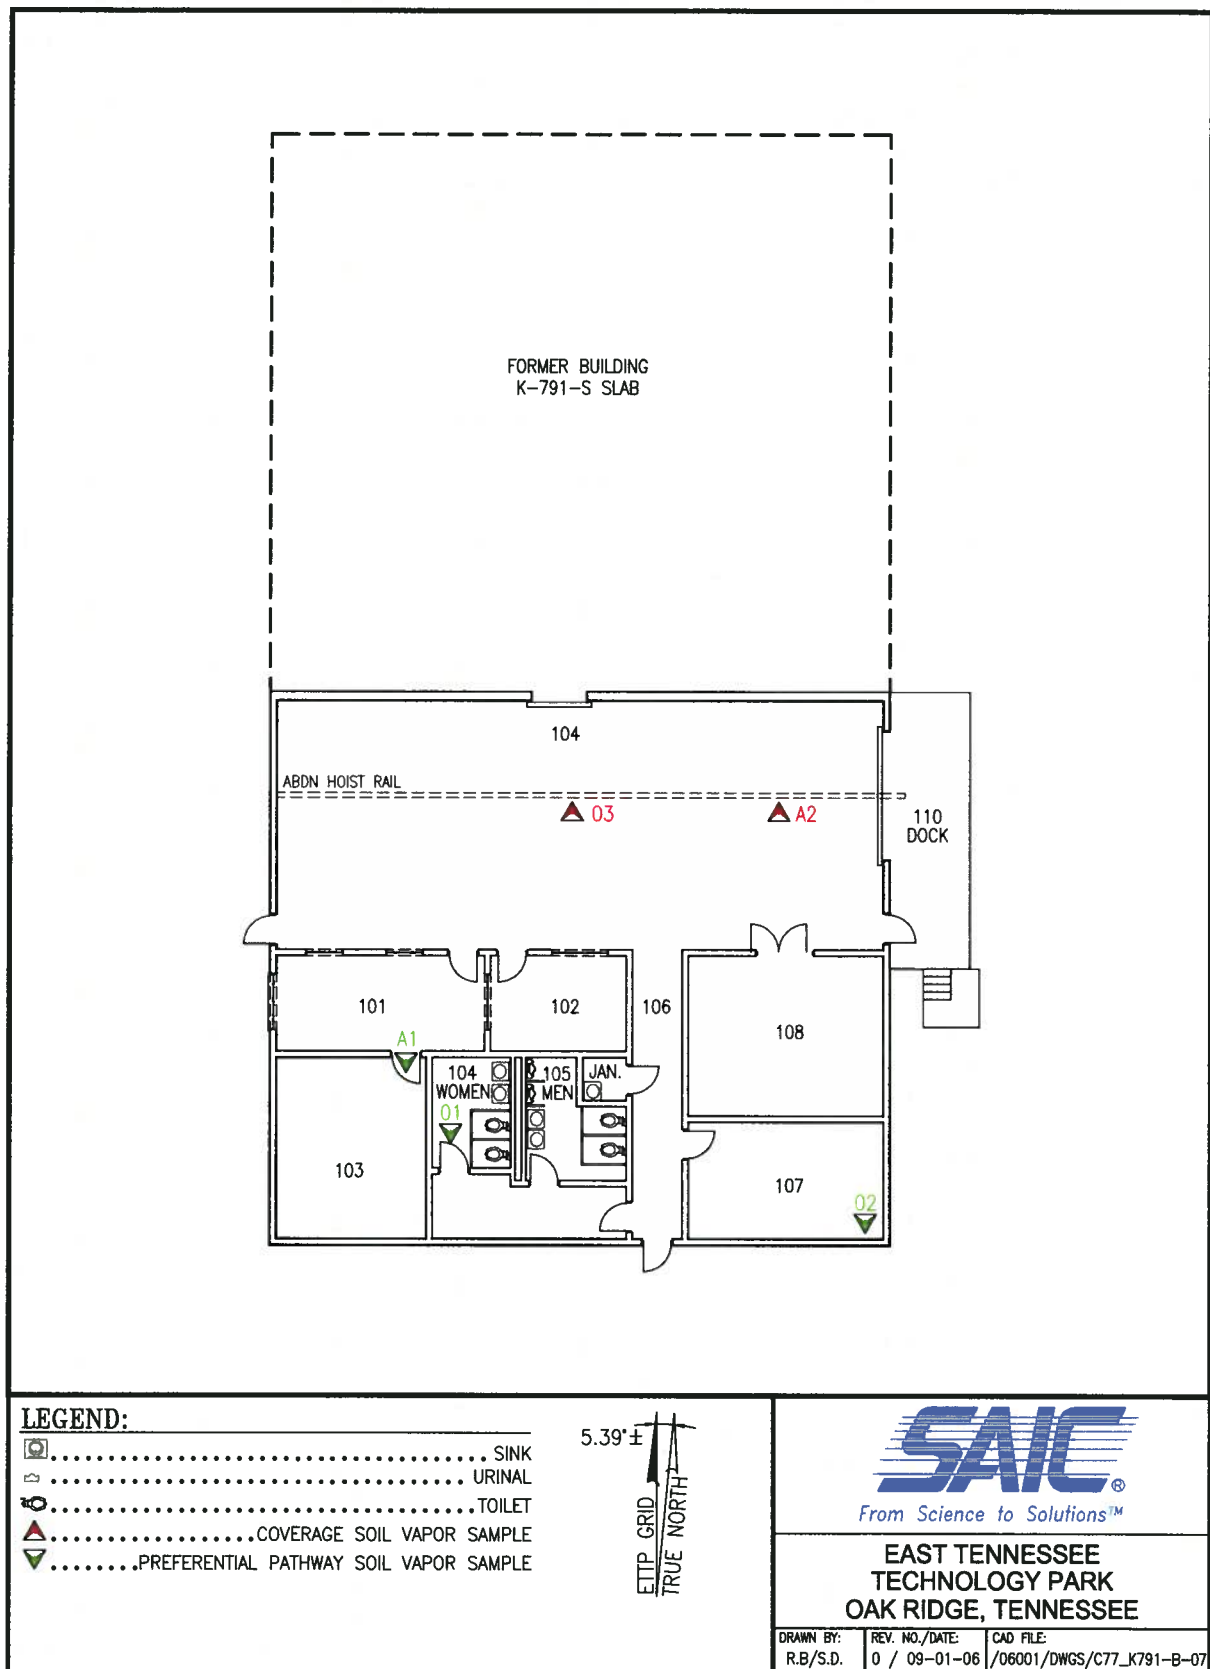 FORMER BUILDING
K-791-S SLAB
104
ABDN HOIST RAIL
03
A2
110
DOCK
101
102
106
108
A1
104
WOMEN
105
MEN
JAN.
01
103
107
02
LEGEND:
SINK
URINAL
TOILET
COVERAGE SOIL VAPOR SAMPLE
PREFERENTIAL PATHWAY SOIL VAPOR SAMPLE
5.39°±
ETTP GRID
TRUE NORTH
SAIC®
From Science to Solutions™
EAST TENNESSEE
TECHNOLOGY PARK
OAK RIDGE, TENNESSEE
DRAWN BY:
R.B/S.D.
REV. NO./DATE:
0 / 09-01-06
CAD FILE:
/06001/DWGS/C77_K791-B-07